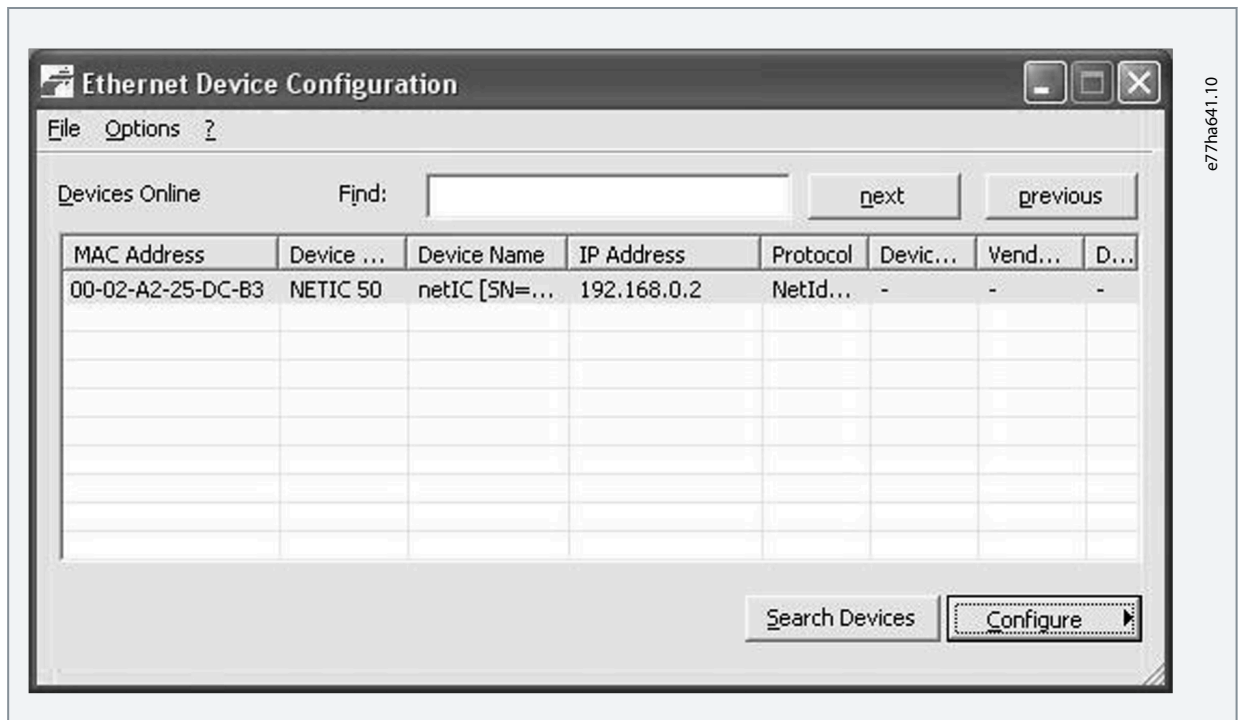 Ethernet Device Configuration
File Options ?
Devices Online Find: next previous
MAC Address Device ... Device Name IP Address Protocol Devic... Vend... D...
00-02-A2-25-DC-B3 NETIC 50 netIC [SN=... 192.168.0.2 NetId... - - -
Search Devices Configure
e77ha641.10